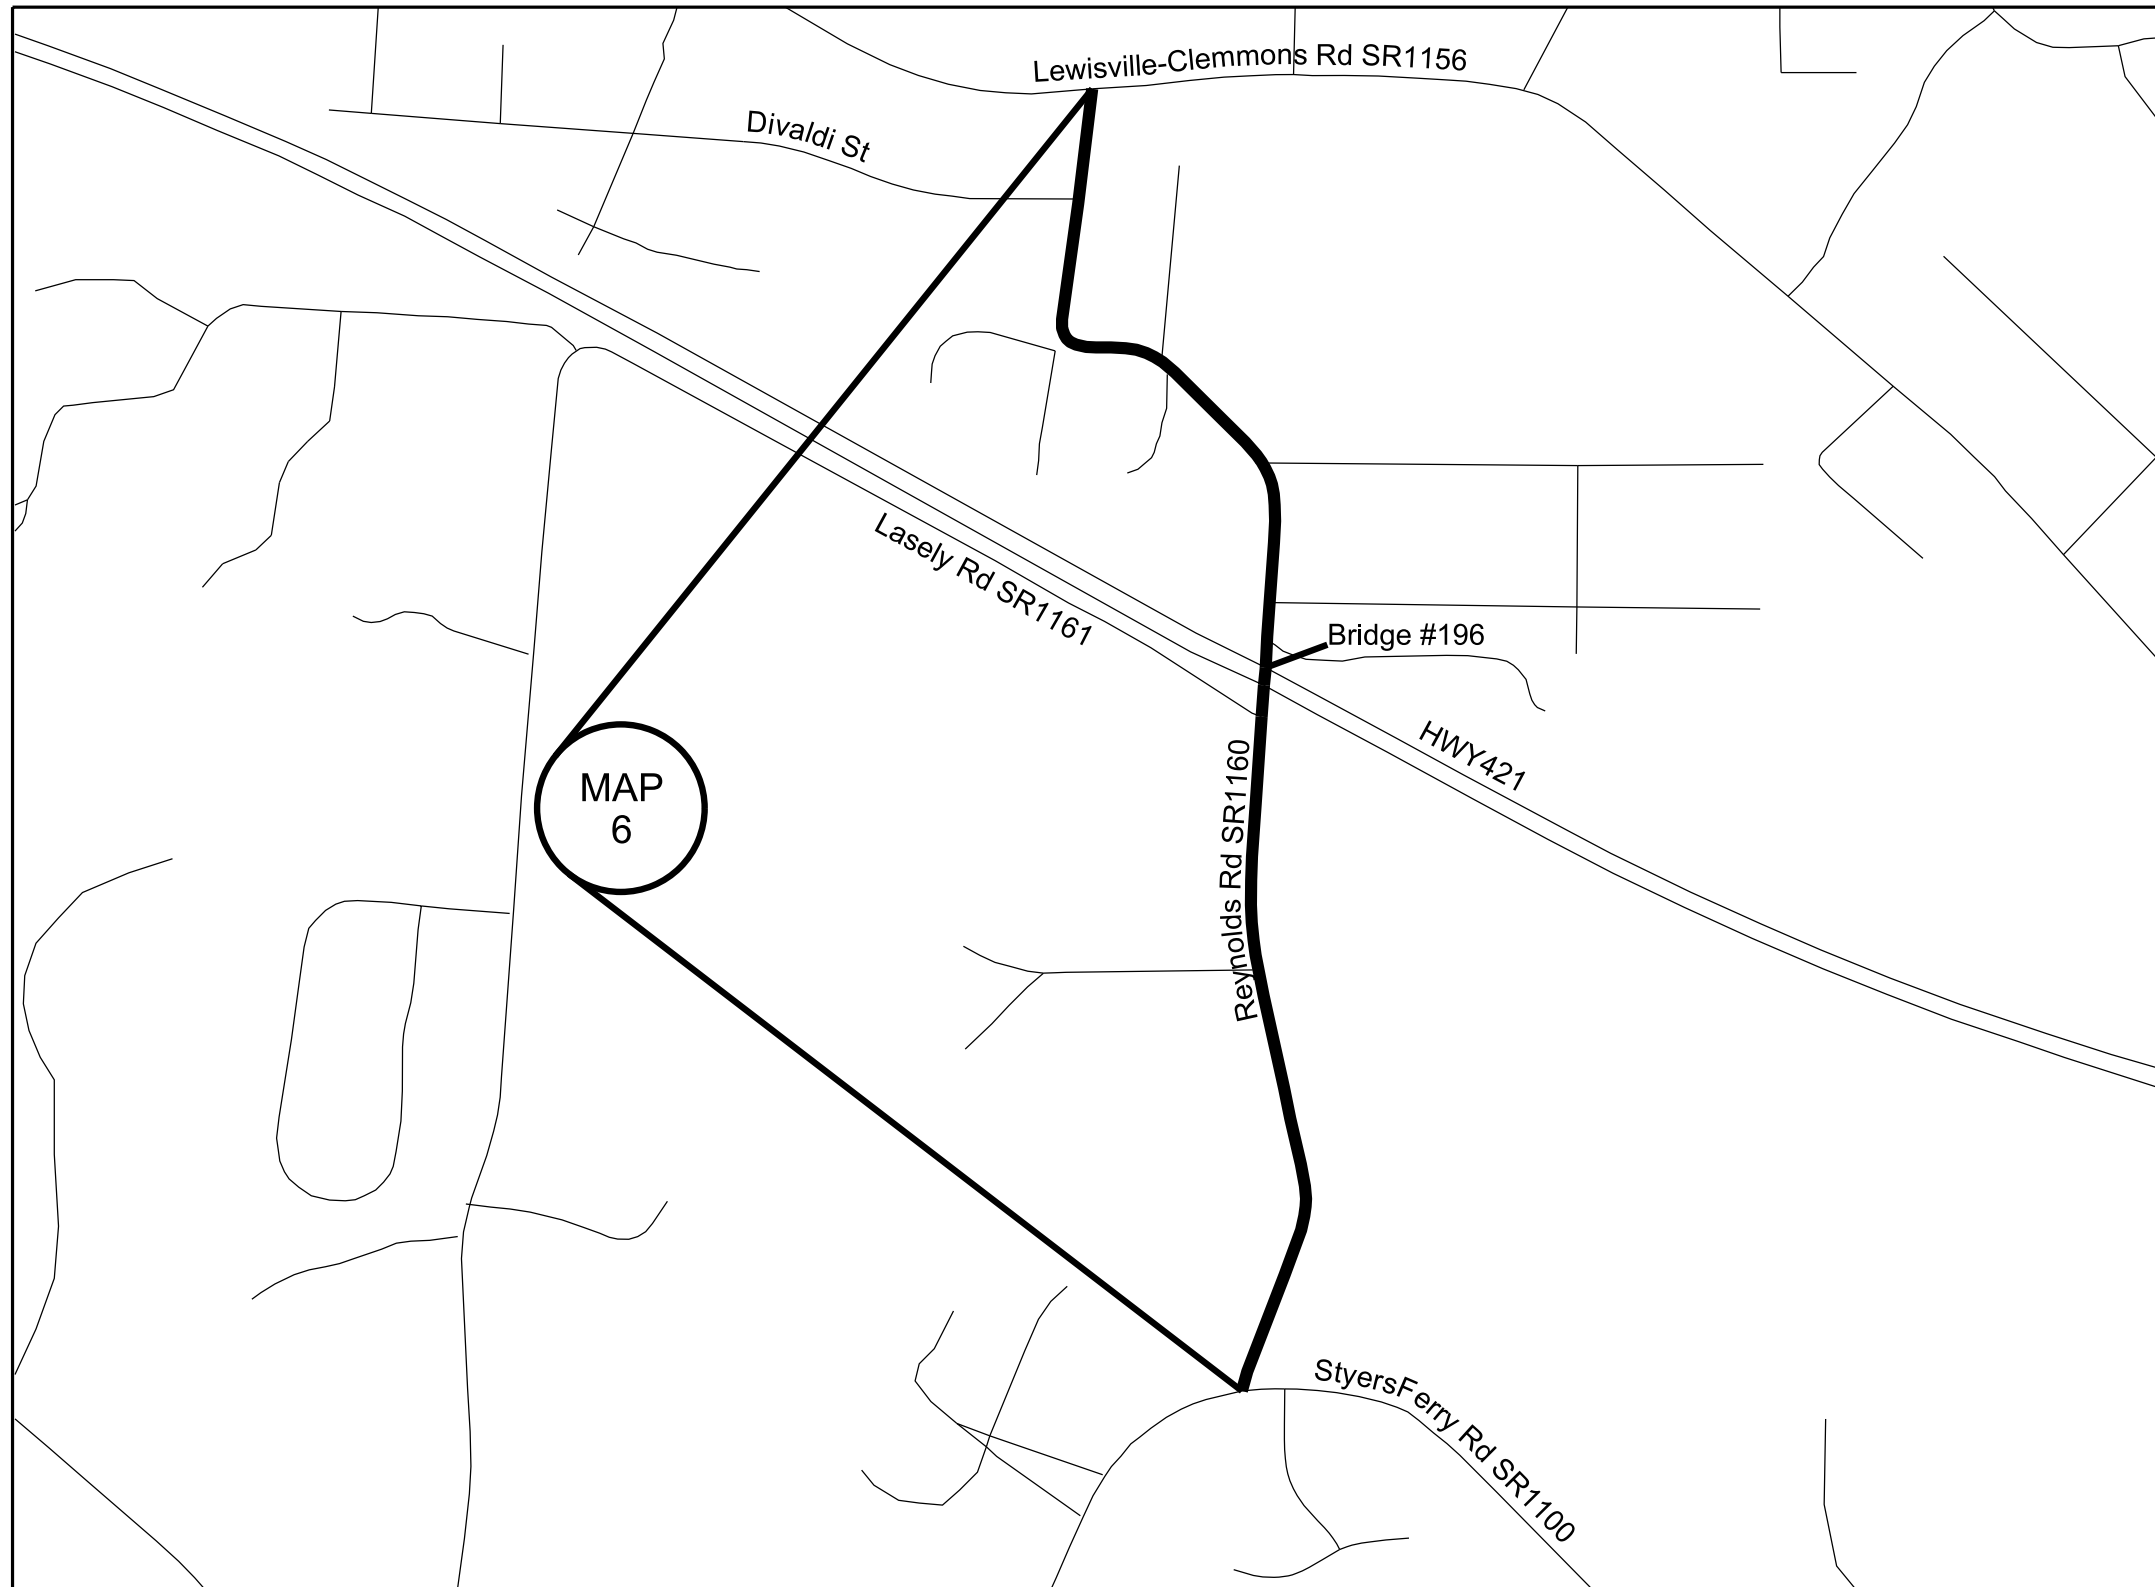 Lewisville-Clemmons Rd SR1156
Divaldi St
Lasely Rd SR1161
Bridge #196
HWY421
Reynolds Rd SR1160
MAP
6
StyersFerry Rd SR1100